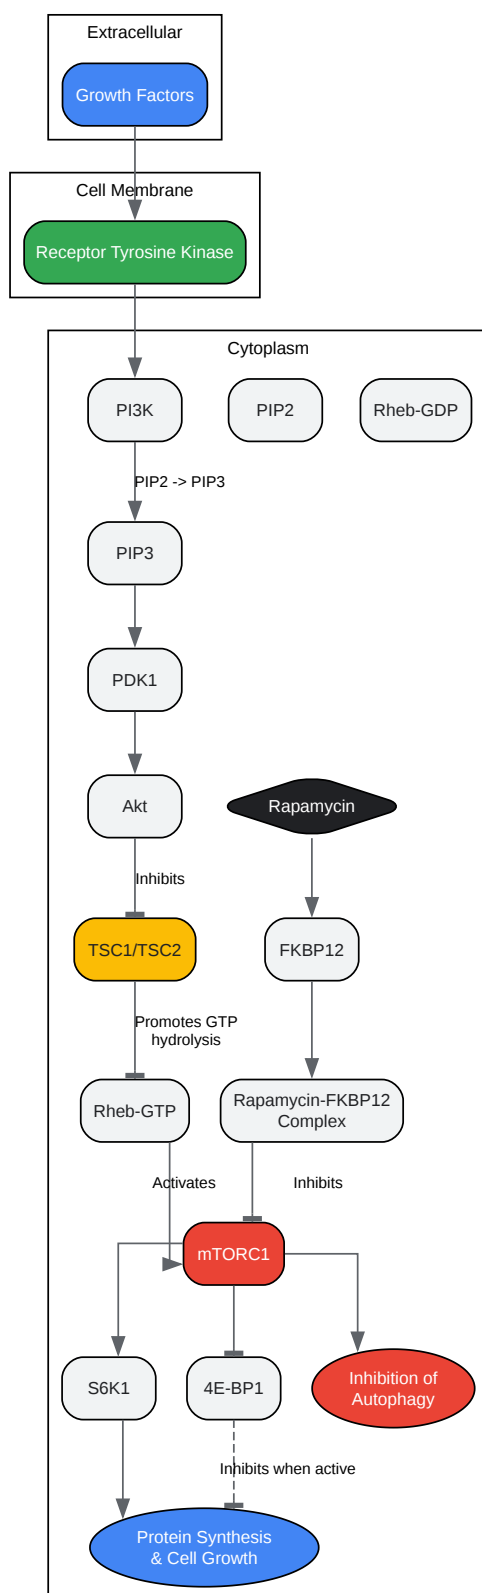 Extracellular
Growth Factors
Cell Membrane
Receptor Tyrosine Kinase
Cytoplasm
PI3K
PIP2
Rheb-GDP
PIP2 -> PIP3
PIP3
PDK1
Akt
Rapamycin
Inhibits
TSC1/TSC2
FKBP12
Promotes GTP
hydrolysis
Rheb-GTP
Rapamycin-FKBP12
Complex
Activates
Inhibits
mTORC1
S6K1
4E-BP1
Inhibition of
Autophagy
Inhibits when active
Protein Synthesis
& Cell Growth